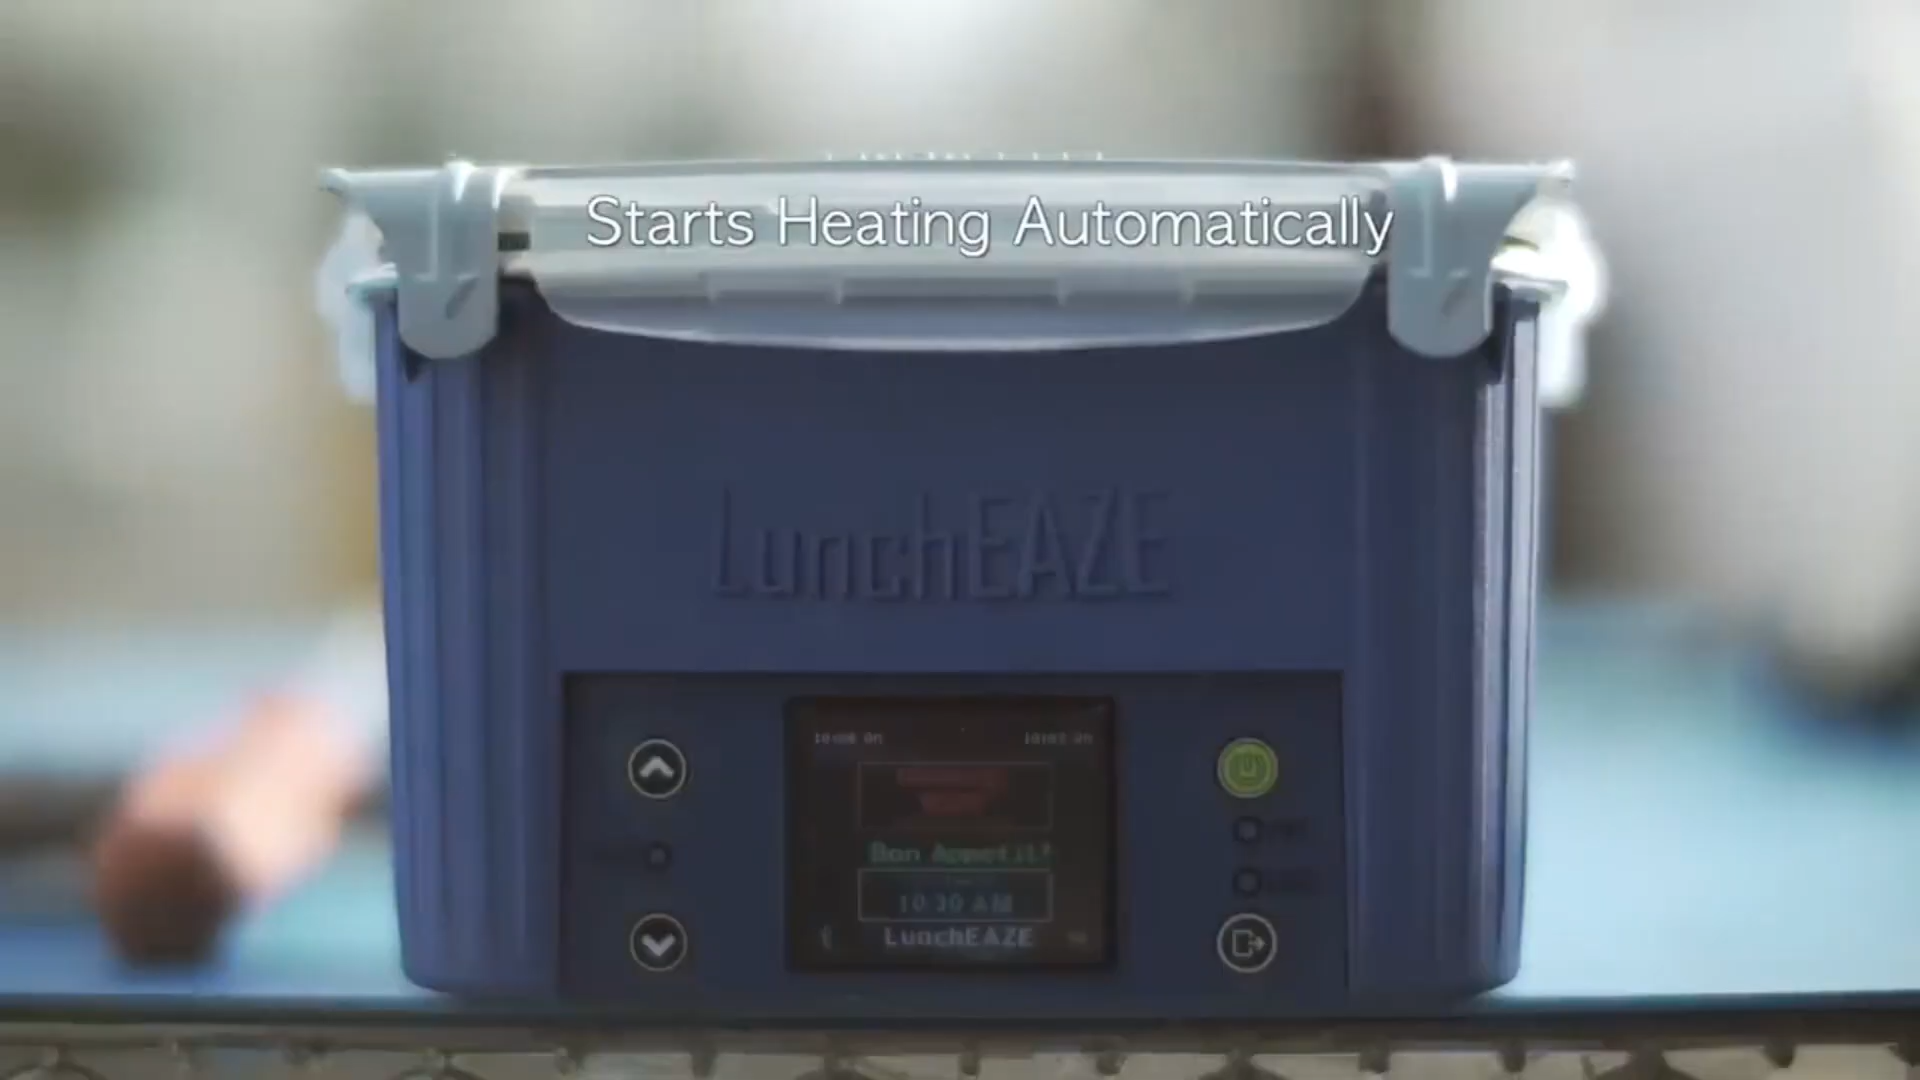 Starts Heating Automatically
LunchEAZE
Bon Appetit!
10:30 AM
LunchEAZE